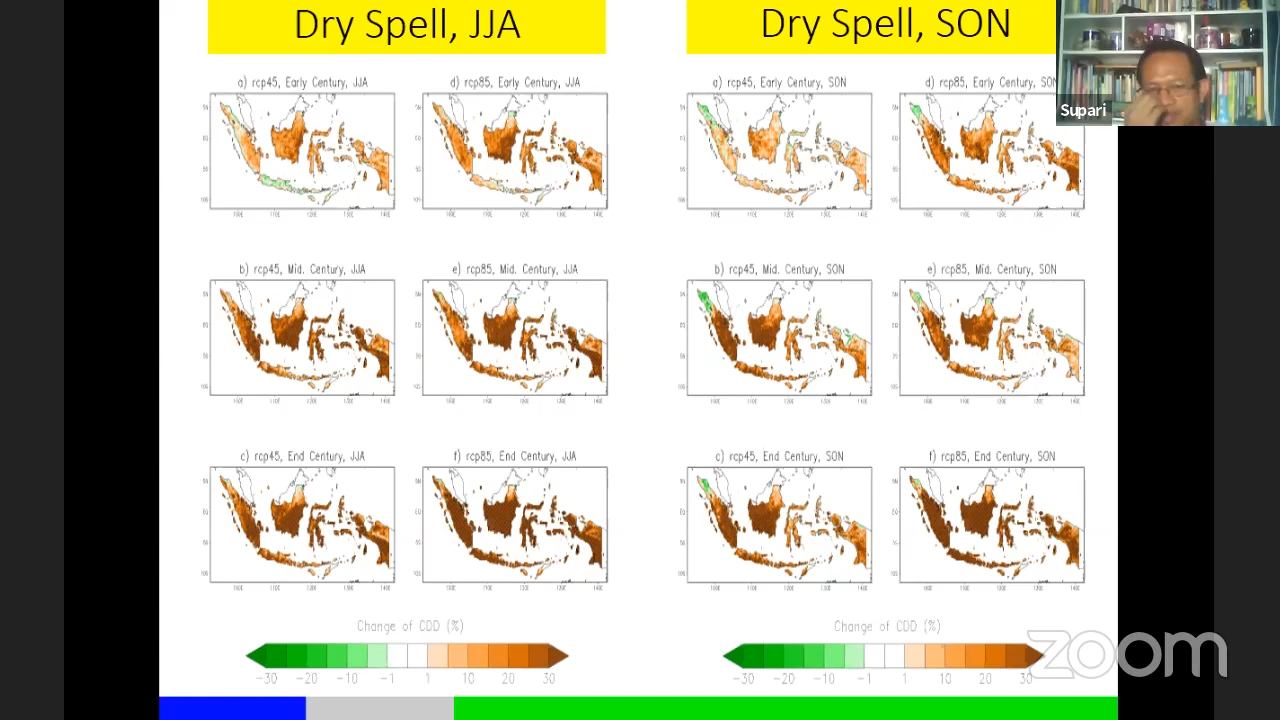 Dry Spell, JJA
Dry Spell, SON
Supari
a) rcp45, Early Century, JJA
d) rcp85, Early Century, JJA
a) rcp45, Early Century, SON
d) rcp85, Early Century, SON
b) rcp45, Mid. Century, JJA
e) rcp85, Mid. Century, JJA
b) rcp45, Mid. Century, SON
e) rcp85, Mid. Century, SON
c) rcp45, End Century, JJA
f) rcp85, End Century, JJA
c) rcp45, End Century, SON
f) rcp85, End Century, SON
Change of CDD (%)
-30 -20 -10 -1 1 10 20 30
Change of CDD (%)
-30 -20 -10 -1 1 10 20 30
zoom